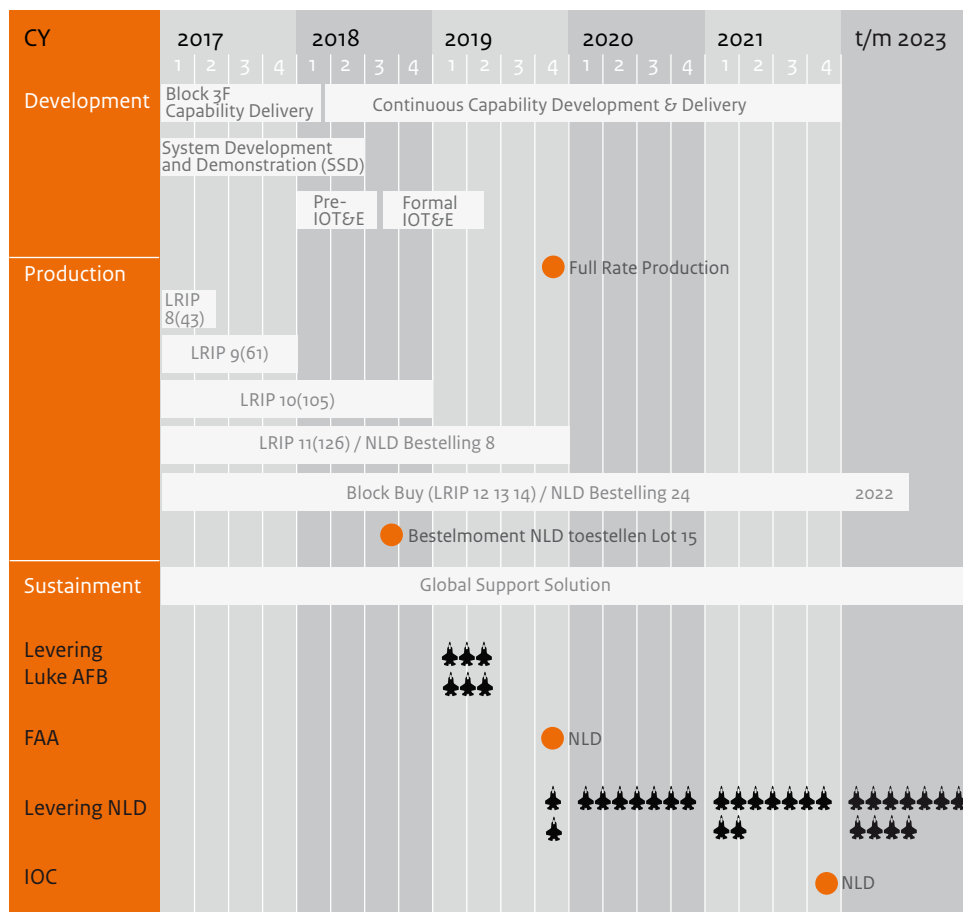 CY
2017 2018 2019 2020 2021 t/m 2023
1 2 3 4 1 2 3 4 1 2 3 4 1 2 3 4 1 2 3 4
Development
Block 3F
Capability Delivery
Continuous Capability Development & Delivery
System Development
and Demonstration (SSD)
Pre-
IOT&E
Formal
IOT&E
Production
Full Rate Production
LRIP
8(43)
LRIP 9(61)
LRIP 10(105)
LRIP 11(126) / NLD Bestelling 8
Block Buy (LRIP 12 13 14) / NLD Bestelling 24 2022
Bestelmoment NLD toestellen Lot 15
Sustainment
Global Support Solution
Levering
Luke AFB
FAA
NLD
Levering NLD
IOC
NLD